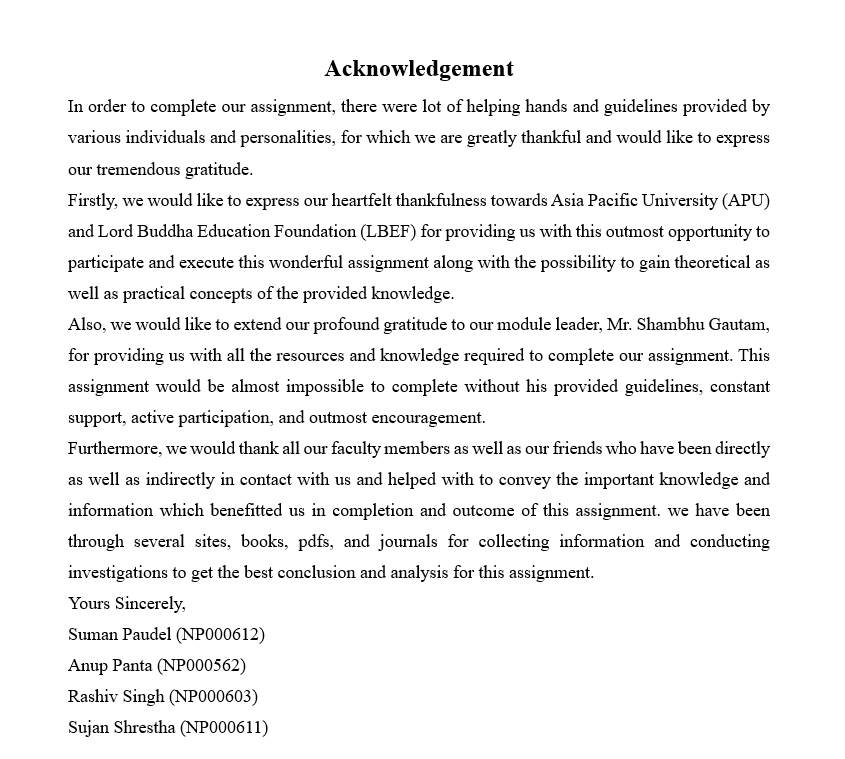 Acknowledgement
In order to complete our assignment, there were lot of helping hands and guidelines provided by
various individuals and personalities, for which we are greatly thankful and would like to express
our tremendous gratitude.
Firstly, we would like to express our heartfelt thankfulness towards Asia Pacific University (APU)
and Lord Buddha Education Foundation (LBEF) for providing us with this outmost opportunity to
participate and execute this wonderful assignment along with the possibility to gain theoretical as
well as practical concepts of the provided knowledge.
Also, we would like to extend our profound gratitude to our module leader, Mr. Shambhu Gautam,
for providing us with all the resources and knowledge required to complete our assignment. This
assignment would be almost impossible to complete without his provided guidelines, constant
support, active participation, and outmost encouragement.
Furthermore, we would thank all our faculty members as well as our friends who have been directly
as well as indirectly in contact with us and helped with to convey the important knowledge and
information which benefitted us in completion and outcome of this assignment. we have been
through several sites, books, pdfs, and journals for collecting information and conducting
investigations to get the best conclusion and analysis for this assignment.
Yours Sincerely,
Suman Paudel (NP000612)
Anup Panta (NP000562)
Rashiv Singh (NP000603)
Sujan Shrestha (NP000611)